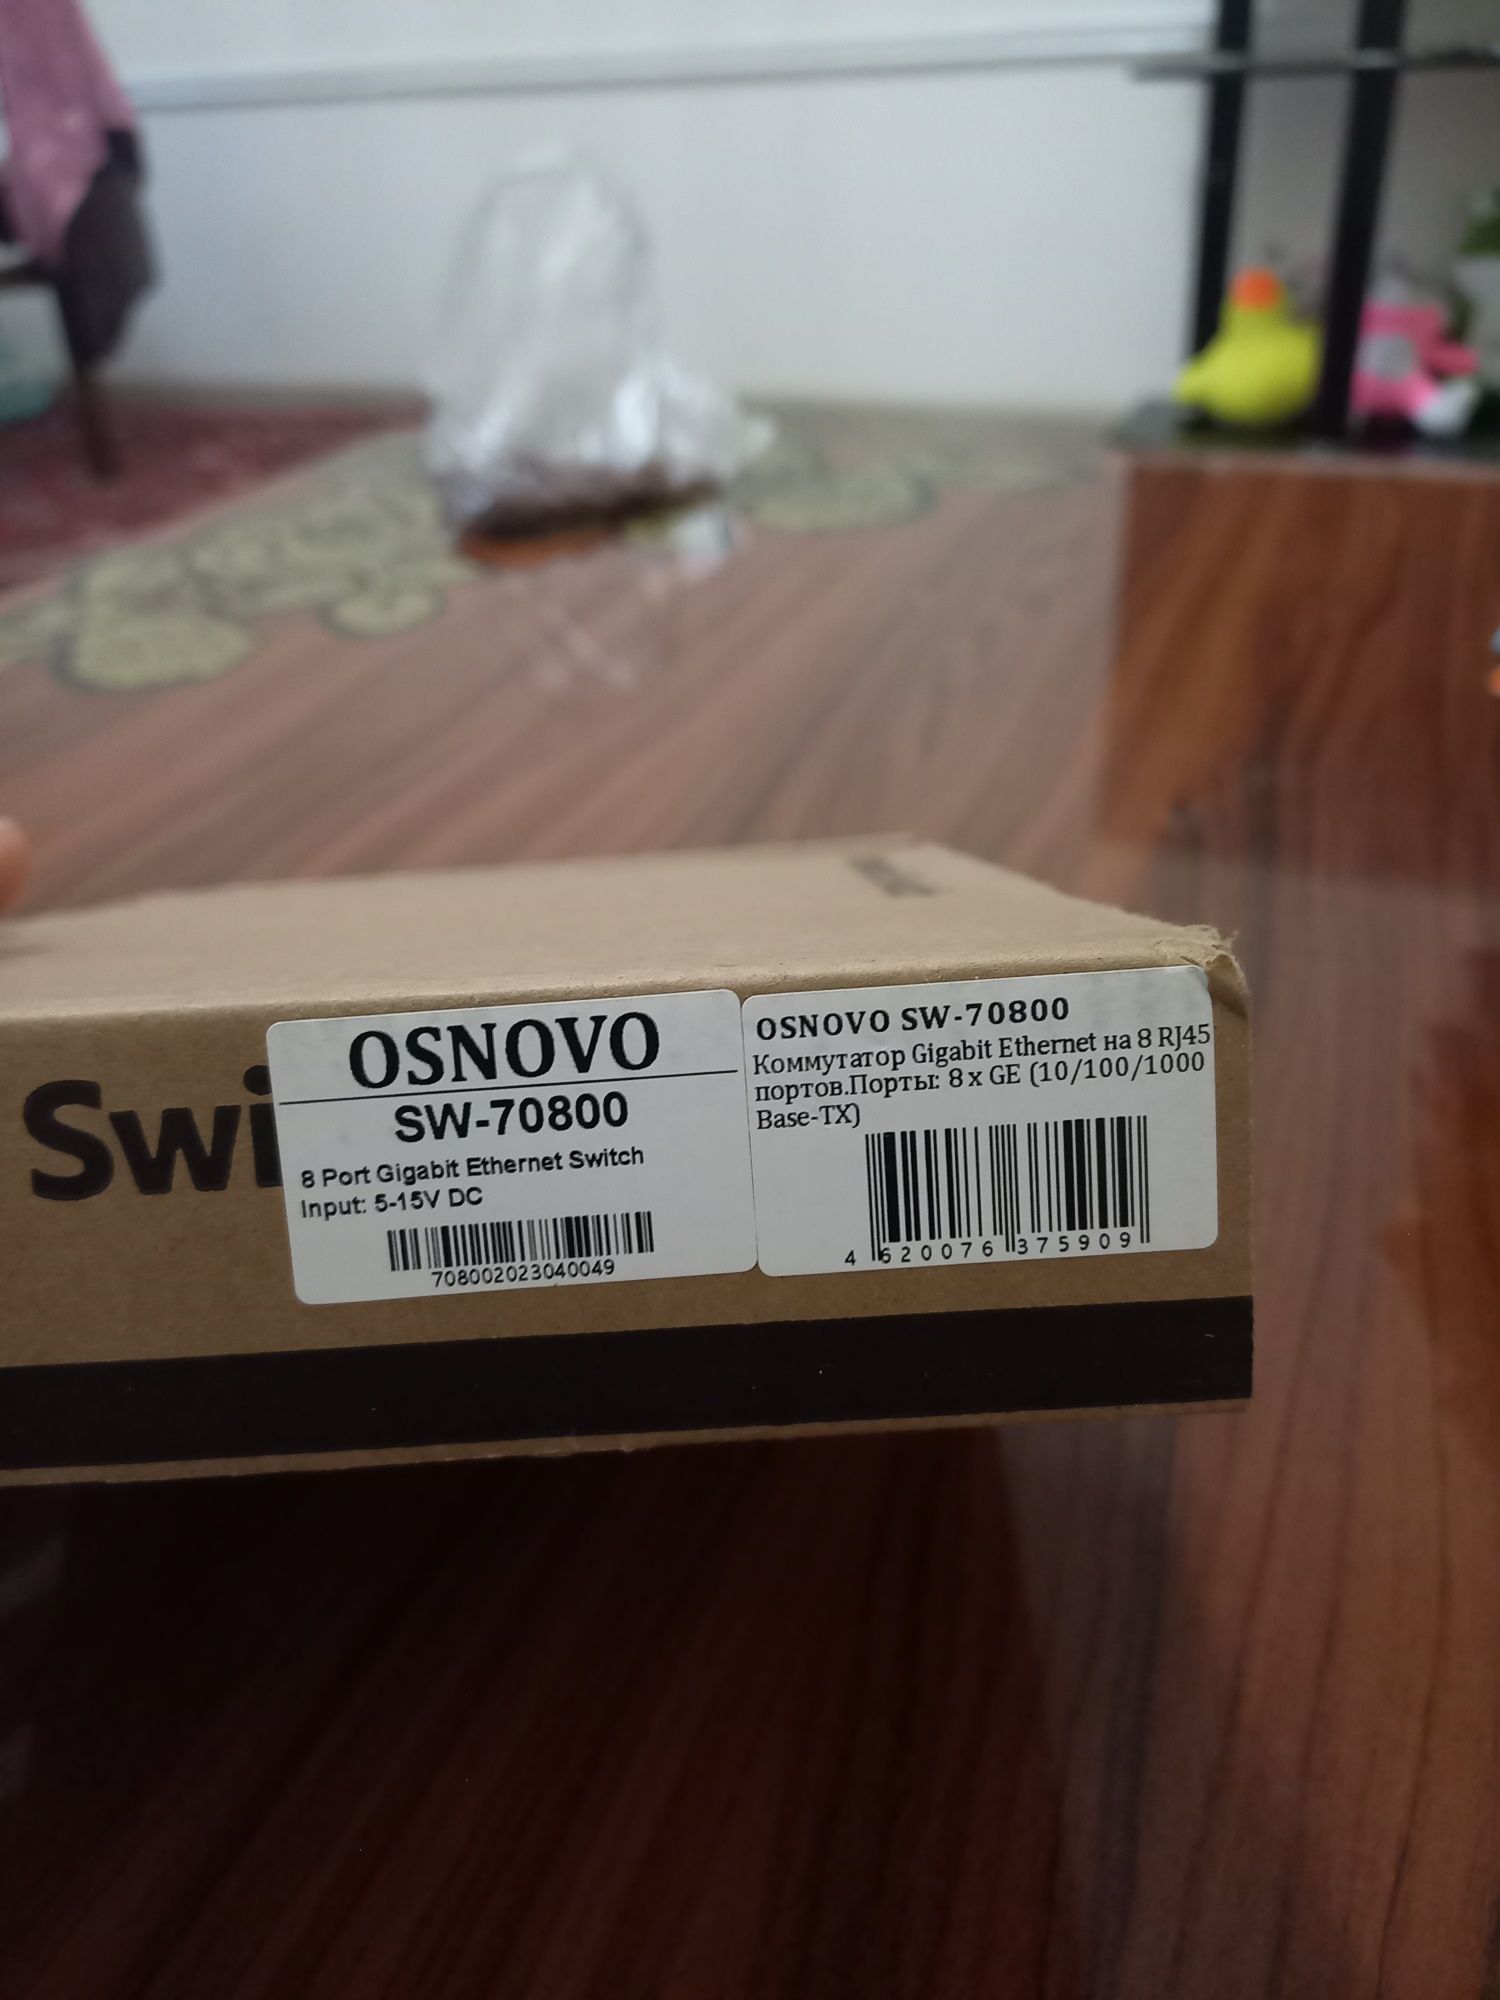 Swi
OSNOVO
SW-70800
8 Port Gigabit Ethernet Switch
Input: 5-15V DC
708002023040049
OSNOVO SW-70800
Коммутатор Gigabit Ethernet на 8 RJ45
портов.Порты: 8 x GE (10/100/1000
Base-TX)
4 620076 375909